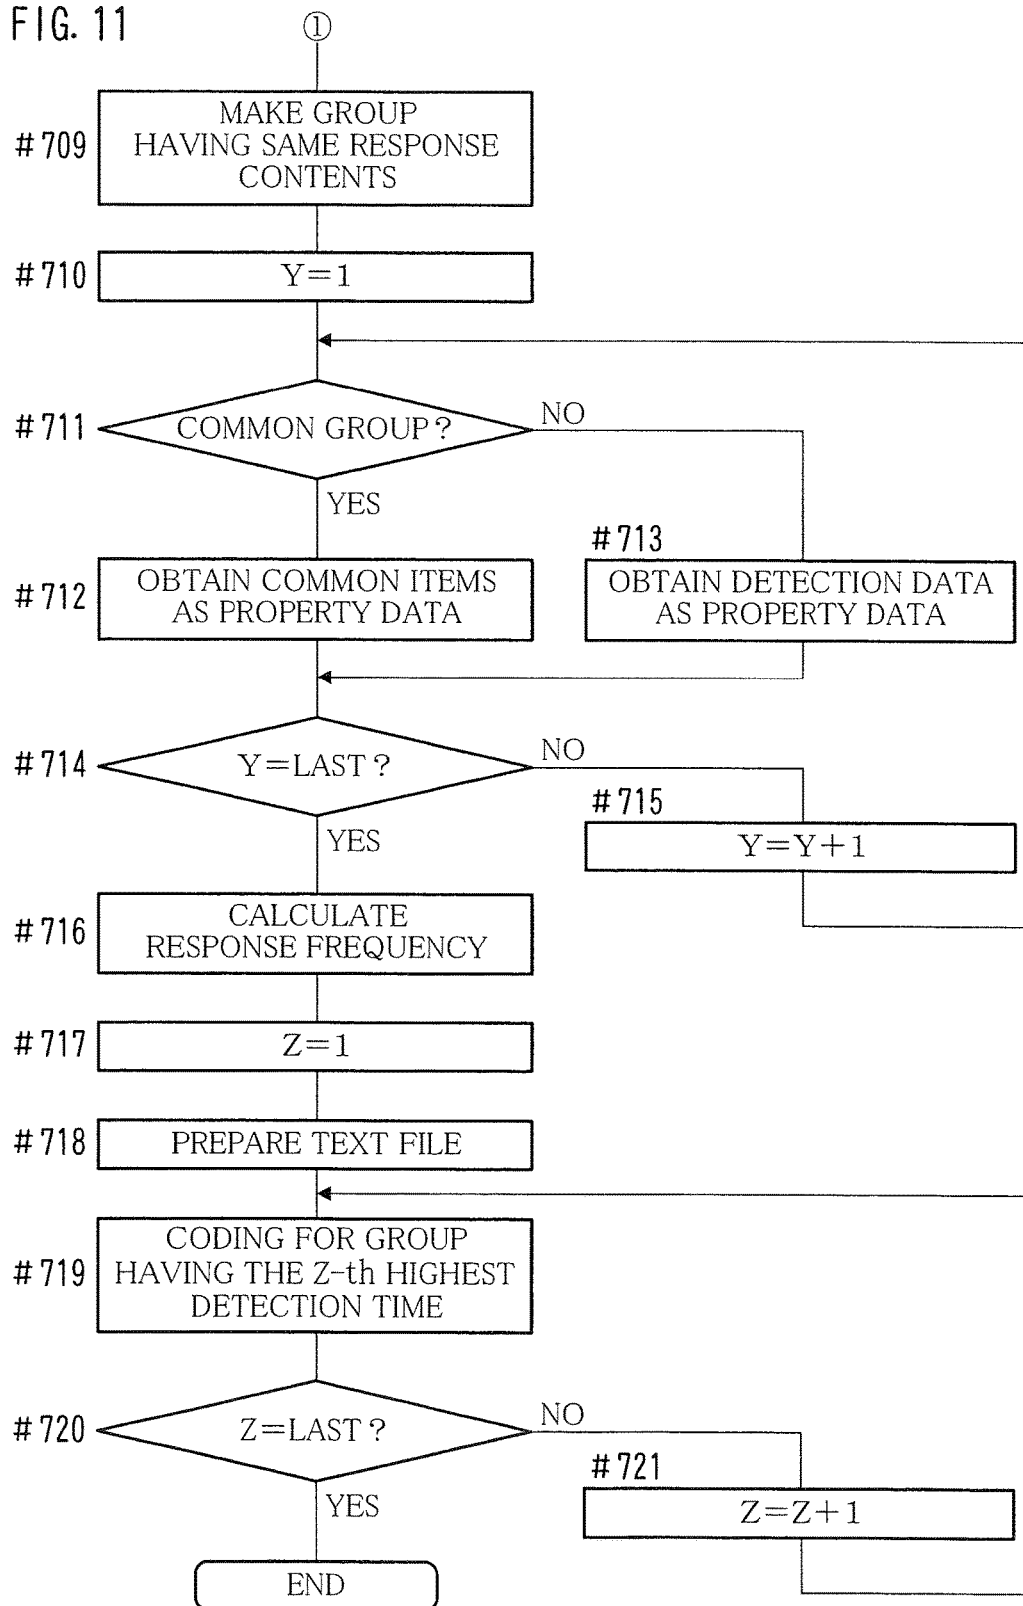 FIG. 11
①
#709
MAKE GROUP
HAVING SAME RESPONSE
CONTENTS
#710
Y=1
#711
COMMON GROUP?
NO
YES
#712
OBTAIN COMMON ITEMS
AS PROPERTY DATA
#713
OBTAIN DETECTION DATA
AS PROPERTY DATA
#714
Y=LAST?
NO
YES
#715
Y=Y+1
#716
CALCULATE
RESPONSE FREQUENCY
#717
Z=1
#718
PREPARE TEXT FILE
#719
CODING FOR GROUP
HAVING THE Z-th HIGHEST
DETECTION TIME
#720
Z=LAST?
NO
YES
#721
Z=Z+1
END